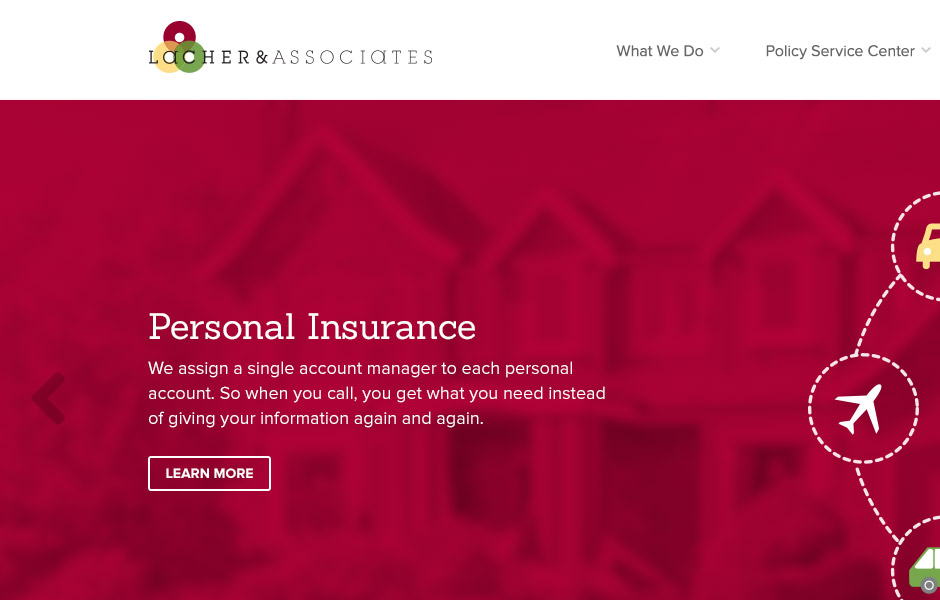 LACHER & ASSOCIATES
What We Do
Policy Service Center
Personal Insurance
We assign a single account manager to each personal
account. So when you call, you get what you need instead
of giving your information again and again.
LEARN MORE